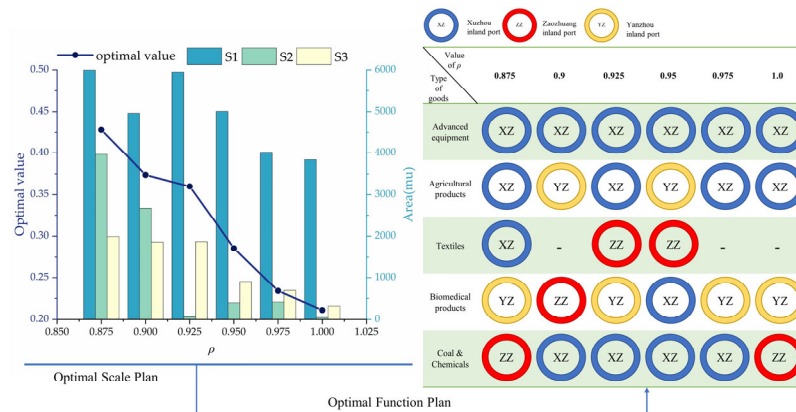 XZ Xuzhou inland port ZZ Zaozhuang inland port YZ Yanzhou inland port
optimal value S1 S2 S3
Optimal value
0.50
0.45
0.40
0.35
0.30
0.25
0.20
6000
5000
4000
3000
2000
1000
0
Area(mu)
0.850 0.875 0.900 0.925 0.950 0.975 1.000 1.025
ρ
Value of ρ
Type of goods
0.875 0.9 0.925 0.95 0.975 1.0
Advanced equipment XZ XZ XZ XZ XZ XZ
Agricultural products XZ YZ XZ YZ XZ XZ
Textiles XZ - ZZ ZZ - -
Biomedical products YZ ZZ YZ XZ YZ YZ
Coal & Chemicals ZZ XZ XZ XZ XZ ZZ
Optimal Scale Plan
Optimal Function Plan